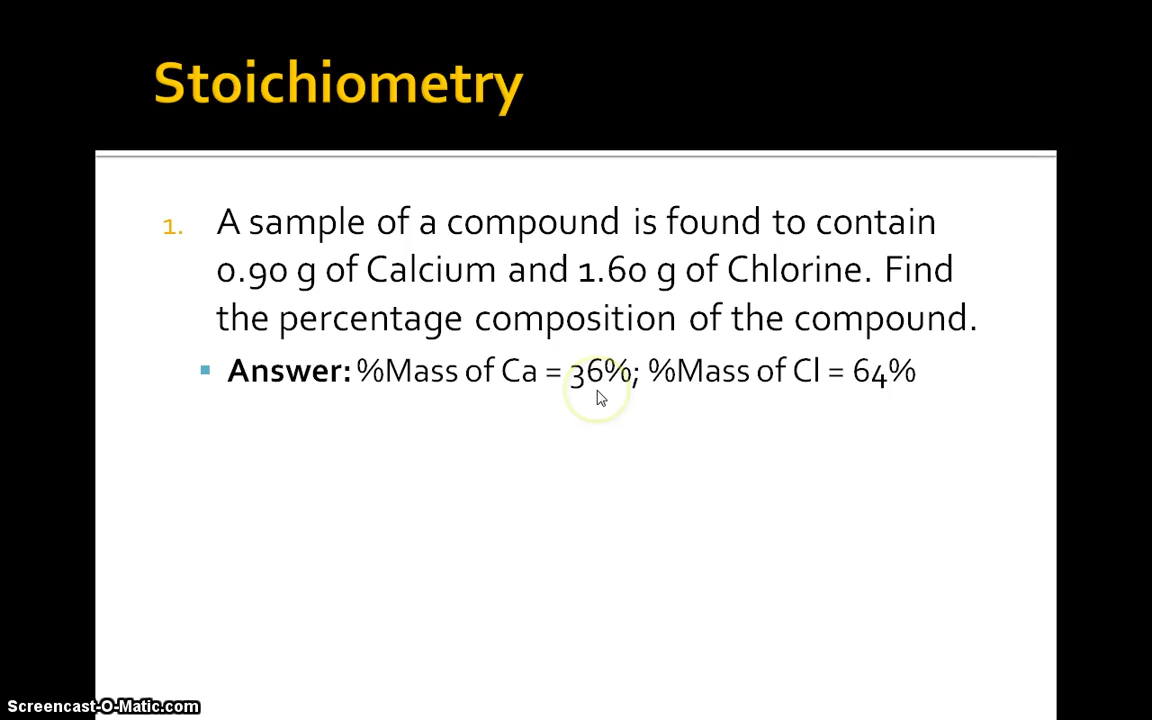 Stoichiometry
1. A sample of a compound is found to contain
0.90 g of Calcium and 1.60 g of Chlorine. Find
the percentage composition of the compound.
▪ Answer: %Mass of Ca = 36%; %Mass of Cl = 64%
Screencast-O-Matic.com